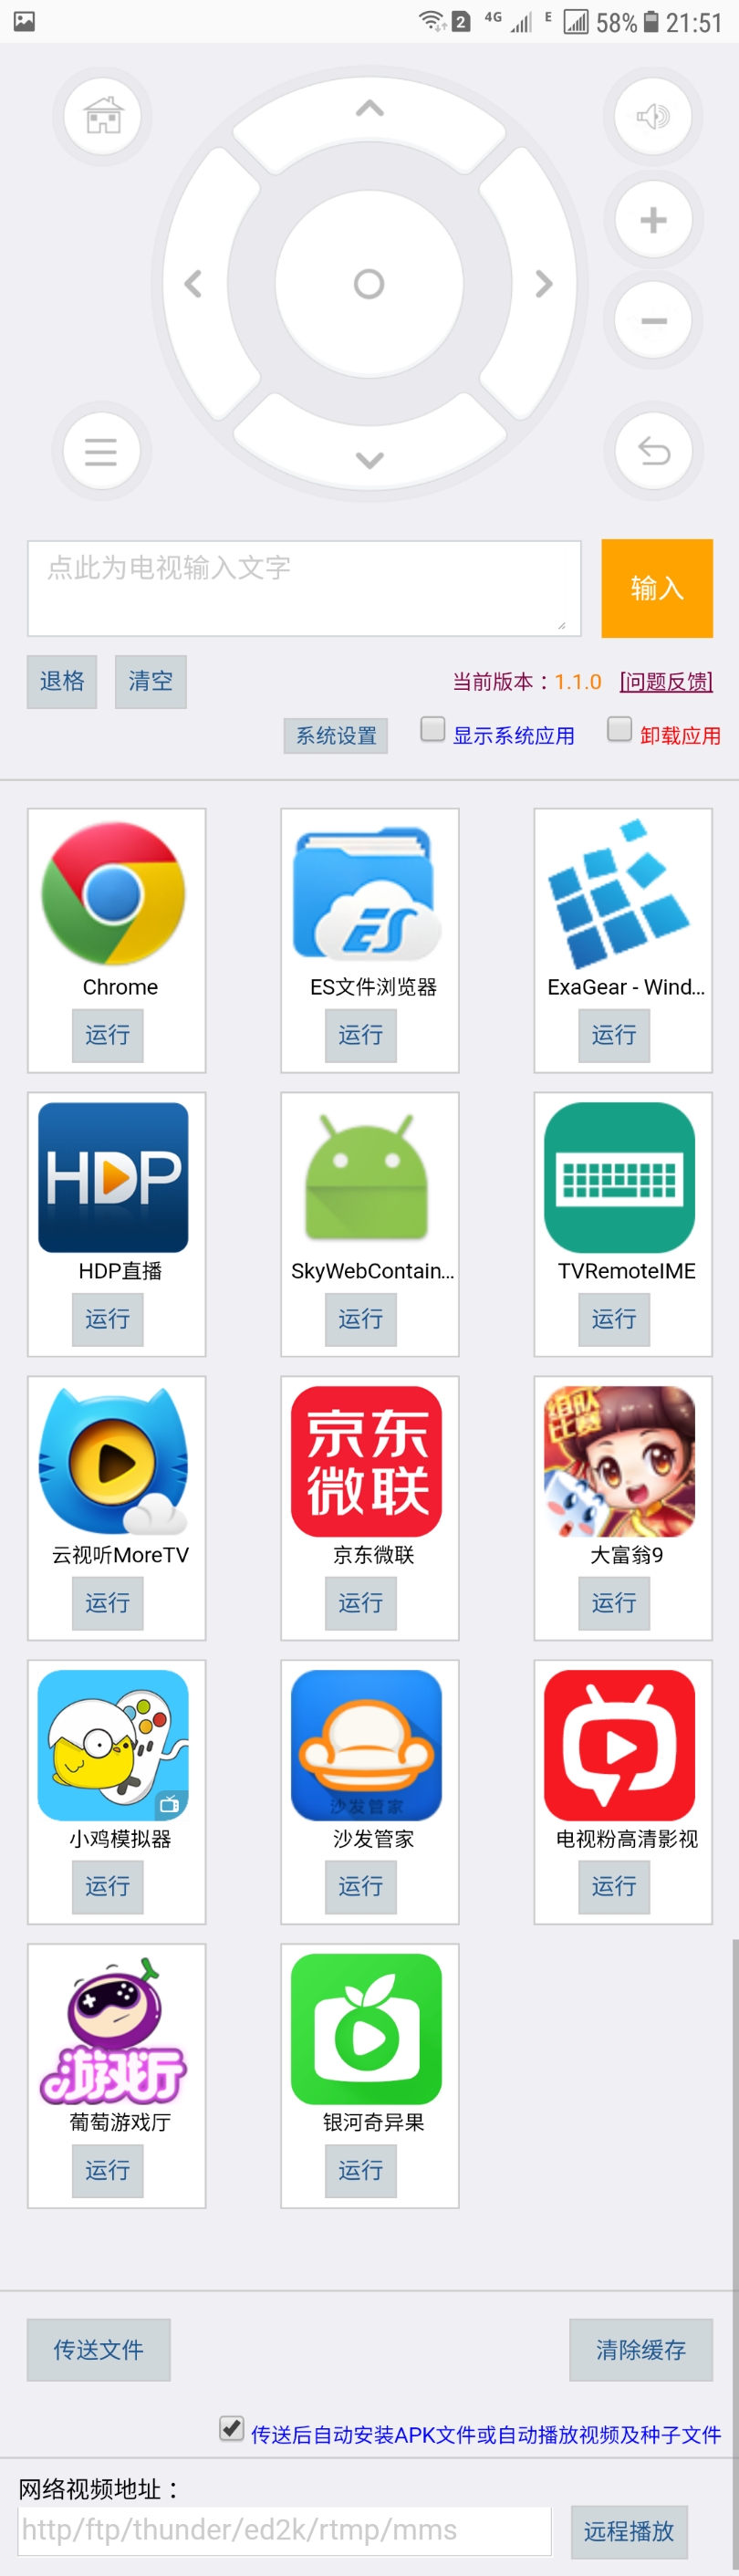 2 4G E 58% 21:51
点此为电视输入文字
输入
退格 清空 当前版本：1.1.0 [问题反馈]
系统设置 显示系统应用 卸载应用
ES
Chrome ES文件浏览器 ExaGear - Wind...
运行 运行 运行
HDP
HDP直播 SkyWebContain... TVRemoteIME
运行 运行 运行
组队
比赛
京东
微联
云视听MoreTV 京东微联 大富翁9
运行 运行 运行
沙发管家
小鸡模拟器 沙发管家 电视粉高清影视
运行 运行 运行
游戏厅
葡萄游戏厅 银河奇异果
运行 运行
传送文件 清除缓存
传送后自动安装APK文件或自动播放视频及种子文件
网络视频地址：
http/ftp/thunder/ed2k/rtmp/mms 远程播放